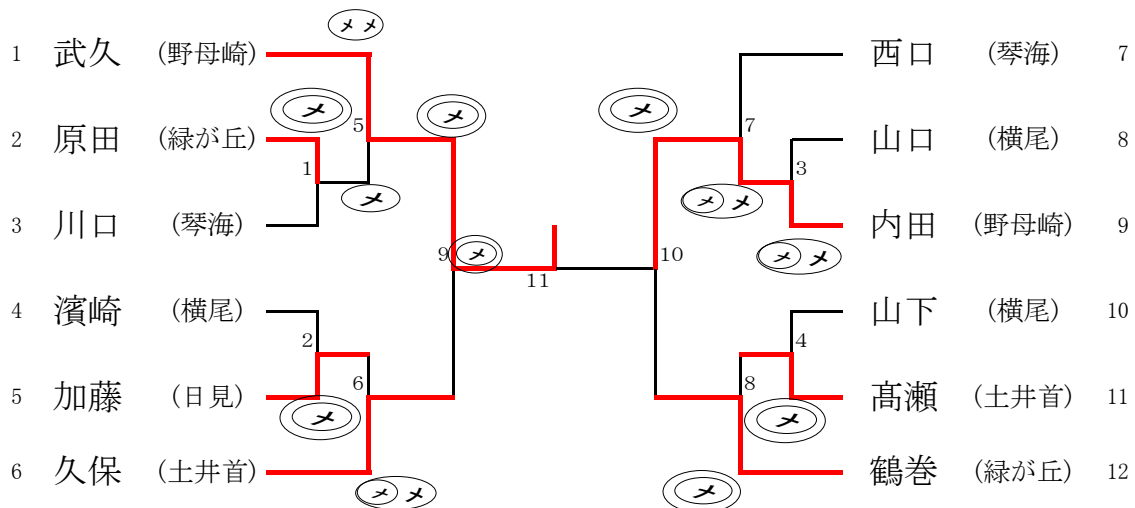 メメ
1 武久 (野母崎)
西口 (琴海) 7
メ
5
メ
メ
7
2 原田 (緑が丘)
山口 (横尾) 8
1
3
メ
メメ
3 川口 (琴海)
内田 (野母崎) 9
9
メ
11
10
メメ
4 濱崎 (横尾)
山下 (横尾) 10
2
4
6
8
5 加藤 (日見)
髙瀬 (土井首) 11
メ
メ
6 久保 (土井首)
鶴巻 (緑が丘) 12
メメ
メ